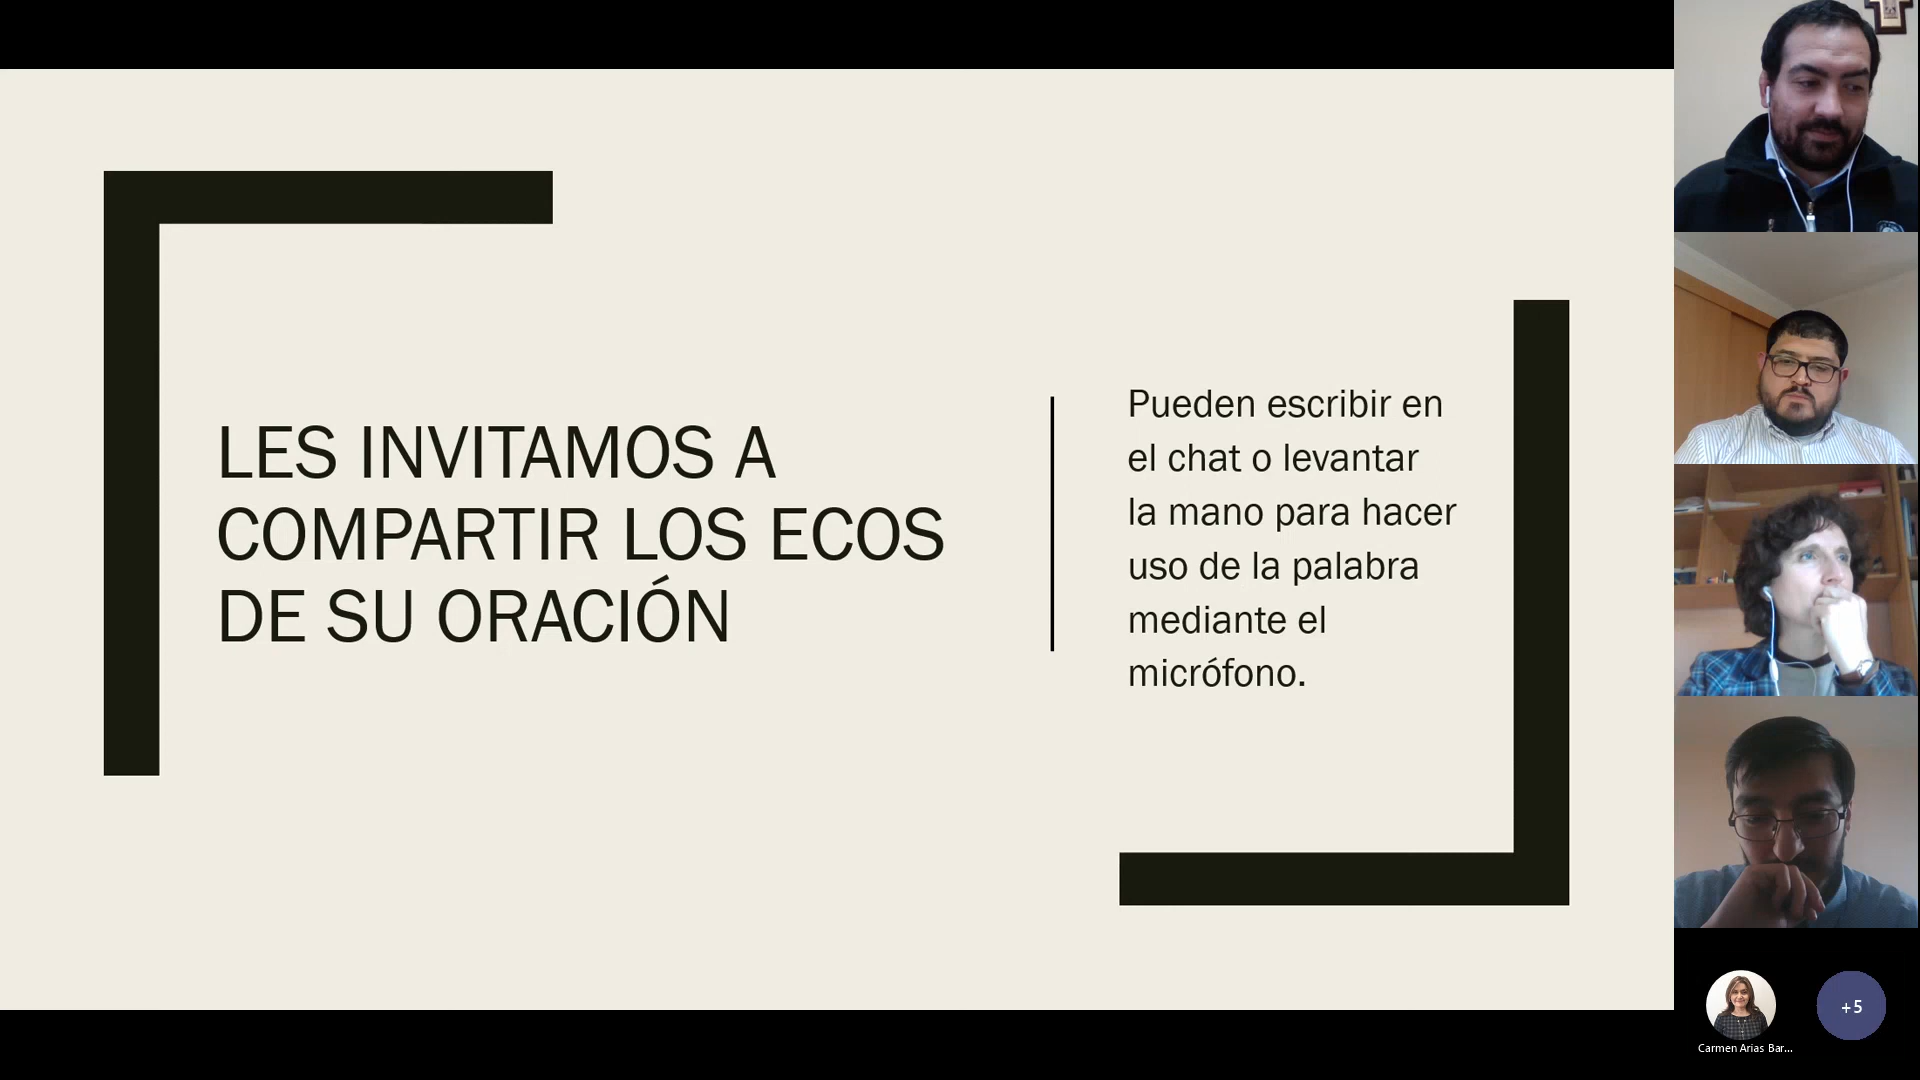 LES INVITAMOS A
COMPARTIR LOS ECOS
DE SU ORACIÓN
Pueden escribir en
el chat o levantar
la mano para hacer
uso de la palabra
mediante el
micrófono.
Carmen Arias Bar...
+5